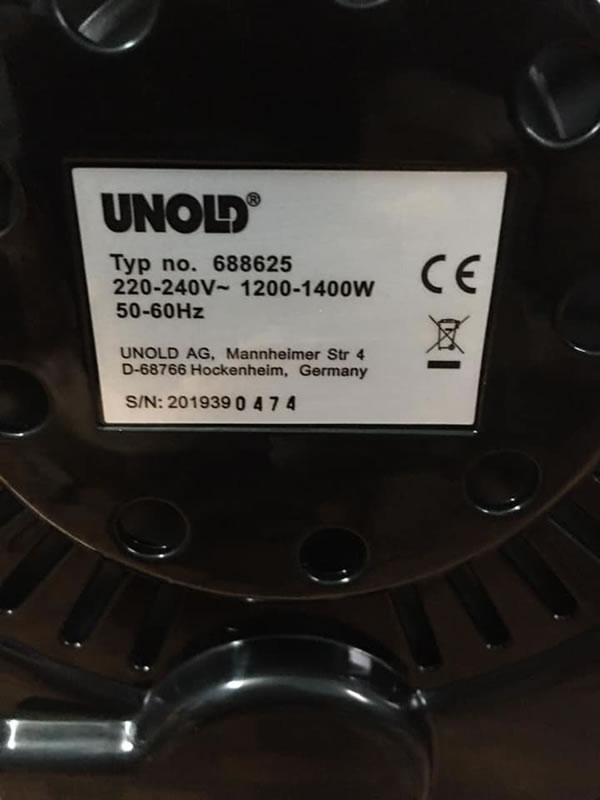 UNOLD®
Typ no. 688625
220-240V~ 1200-1400W
50-60Hz
CE
UNOLD AG, Mannheimer Str 4
D-68766 Hockenheim, Germany
S/N: 2019390474